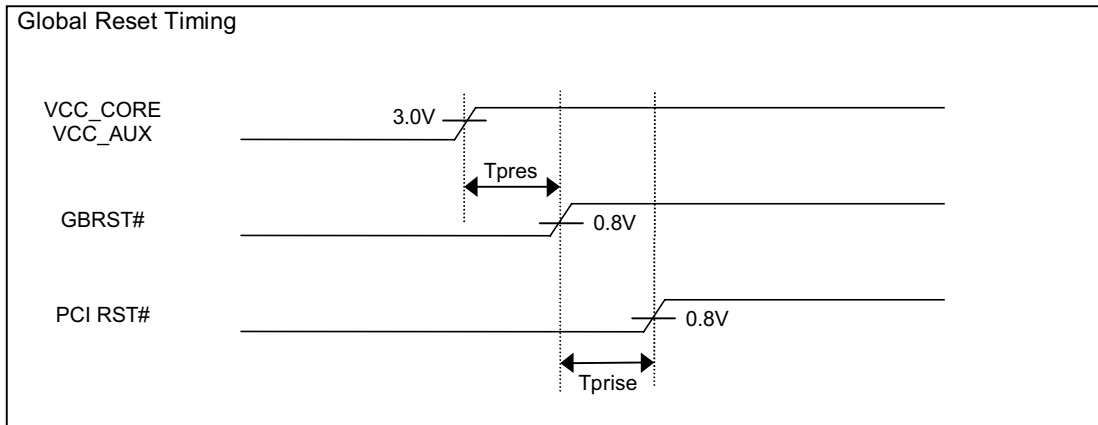 Global Reset Timing
VCC_CORE
VCC_AUX
3.0V
Tpres
GBRST#
0.8V
PCI RST#
0.8V
Tprise